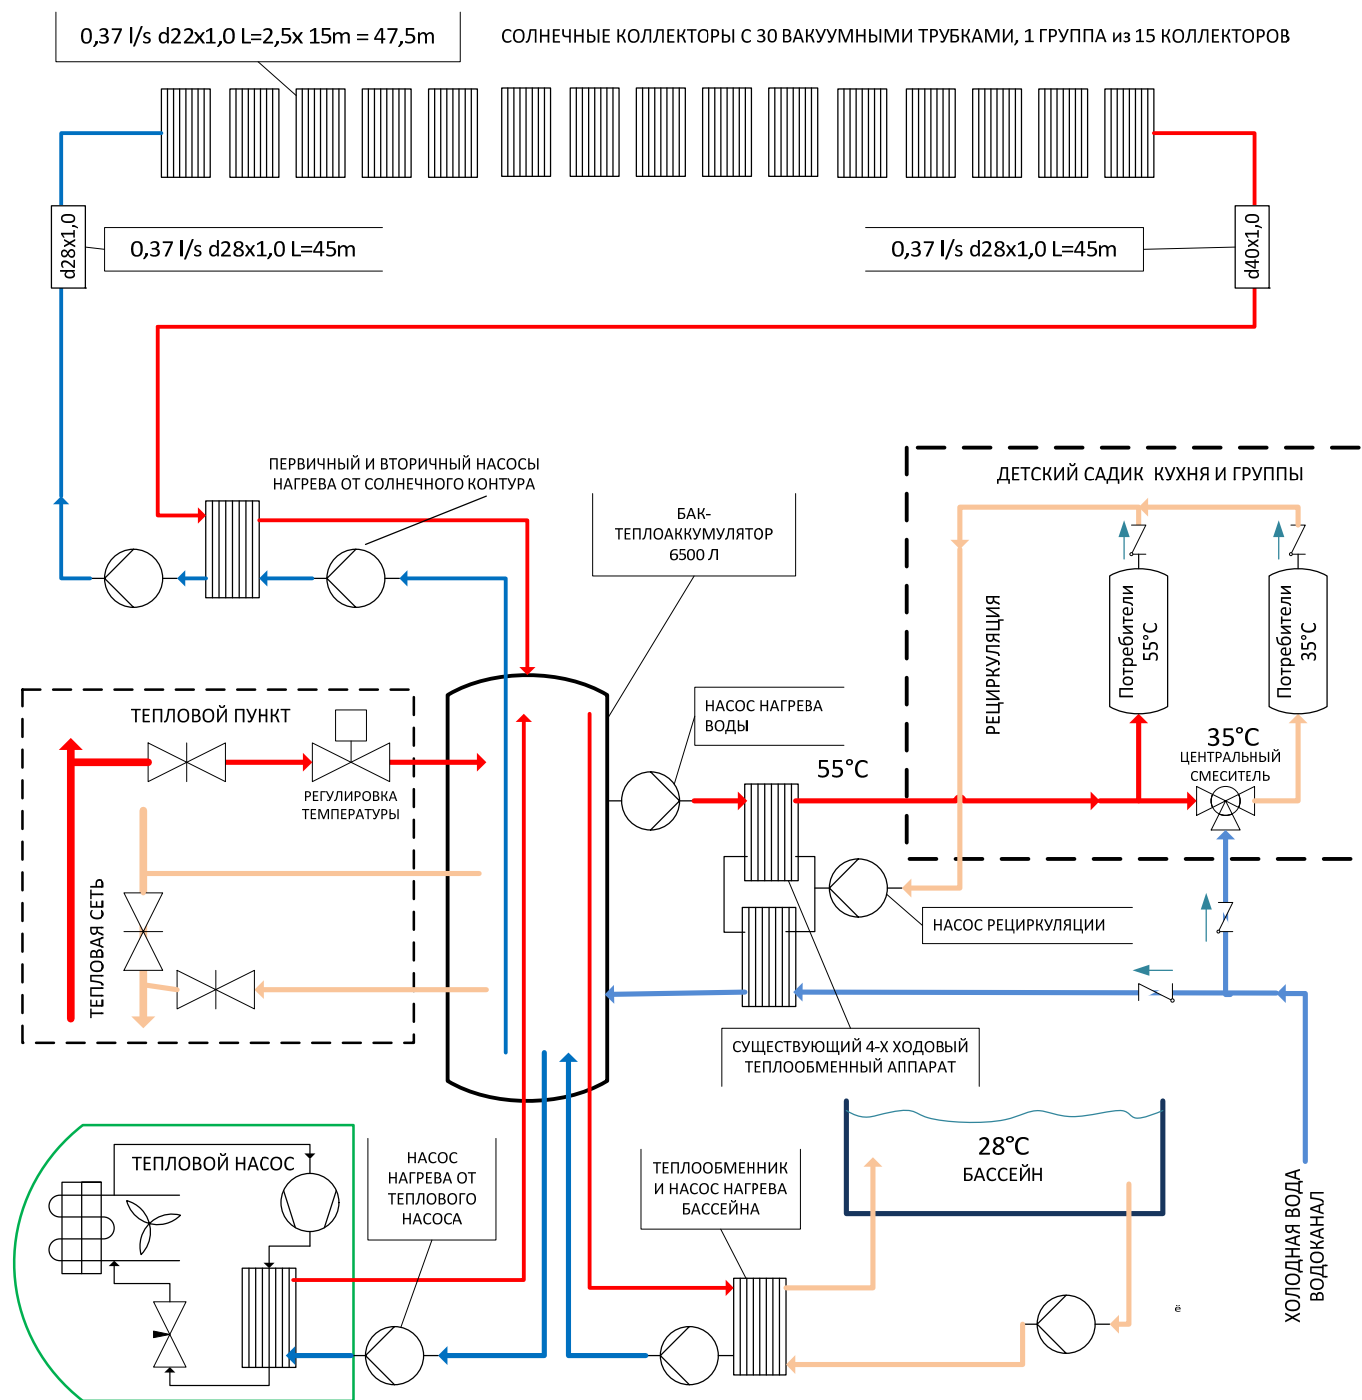 0,37 l/s d22x1,0 L=2,5x 15m = 47,5m
СОЛНЕЧНЫЕ КОЛЛЕКТОРЫ С 30 ВАКУУМНЫМИ ТРУБКАМИ, 1 ГРУППА из 15 КОЛЛЕКТОРОВ
d28x1,0
0,37 l/s d28x1,0 L=45m
0,37 l/s d28x1,0 L=45m
d40x1,0
ПЕРВИЧНЫЙ И ВТОРИЧНЫЙ НАСОСЫ
НАГРЕВА ОТ СОЛНЕЧНОГО КОНТУРА
БАК-
ТЕПЛОАККУМУЛЯТОР
6500 Л
ДЕТСКИЙ САДИК КУХНЯ И ГРУППЫ
РЕЦИРКУЛЯЦИЯ
Потребители
55°C
Потребители
35°C
35°C
ЦЕНТРАЛЬНЫЙ
СМЕСИТЕЛЬ
ТЕПЛОВОЙ ПУНКТ
РЕГУЛИРОВКА
ТЕМПЕРАТУРЫ
ТЕПЛОВАЯ СЕТЬ
НАСОС НАГРЕВА
ВОДЫ
55°C
НАСОС РЕЦИРКУЛЯЦИИ
СУЩЕСТВУЮЩИЙ 4-Х ХОДОВЫЙ
ТЕПЛООБМЕННЫЙ АППАРАТ
ТЕПЛОВОЙ НАСОС
НАСОС
НАГРЕВА ОТ
ТЕПЛОВОГО
НАСОСА
ТЕПЛООБМЕННИК
И НАСОС НАГРЕВА
БАССЕЙНА
28°C
БАССЕЙН
ХОЛОДНАЯ ВОДА
ВОДОКАНАЛ
ё